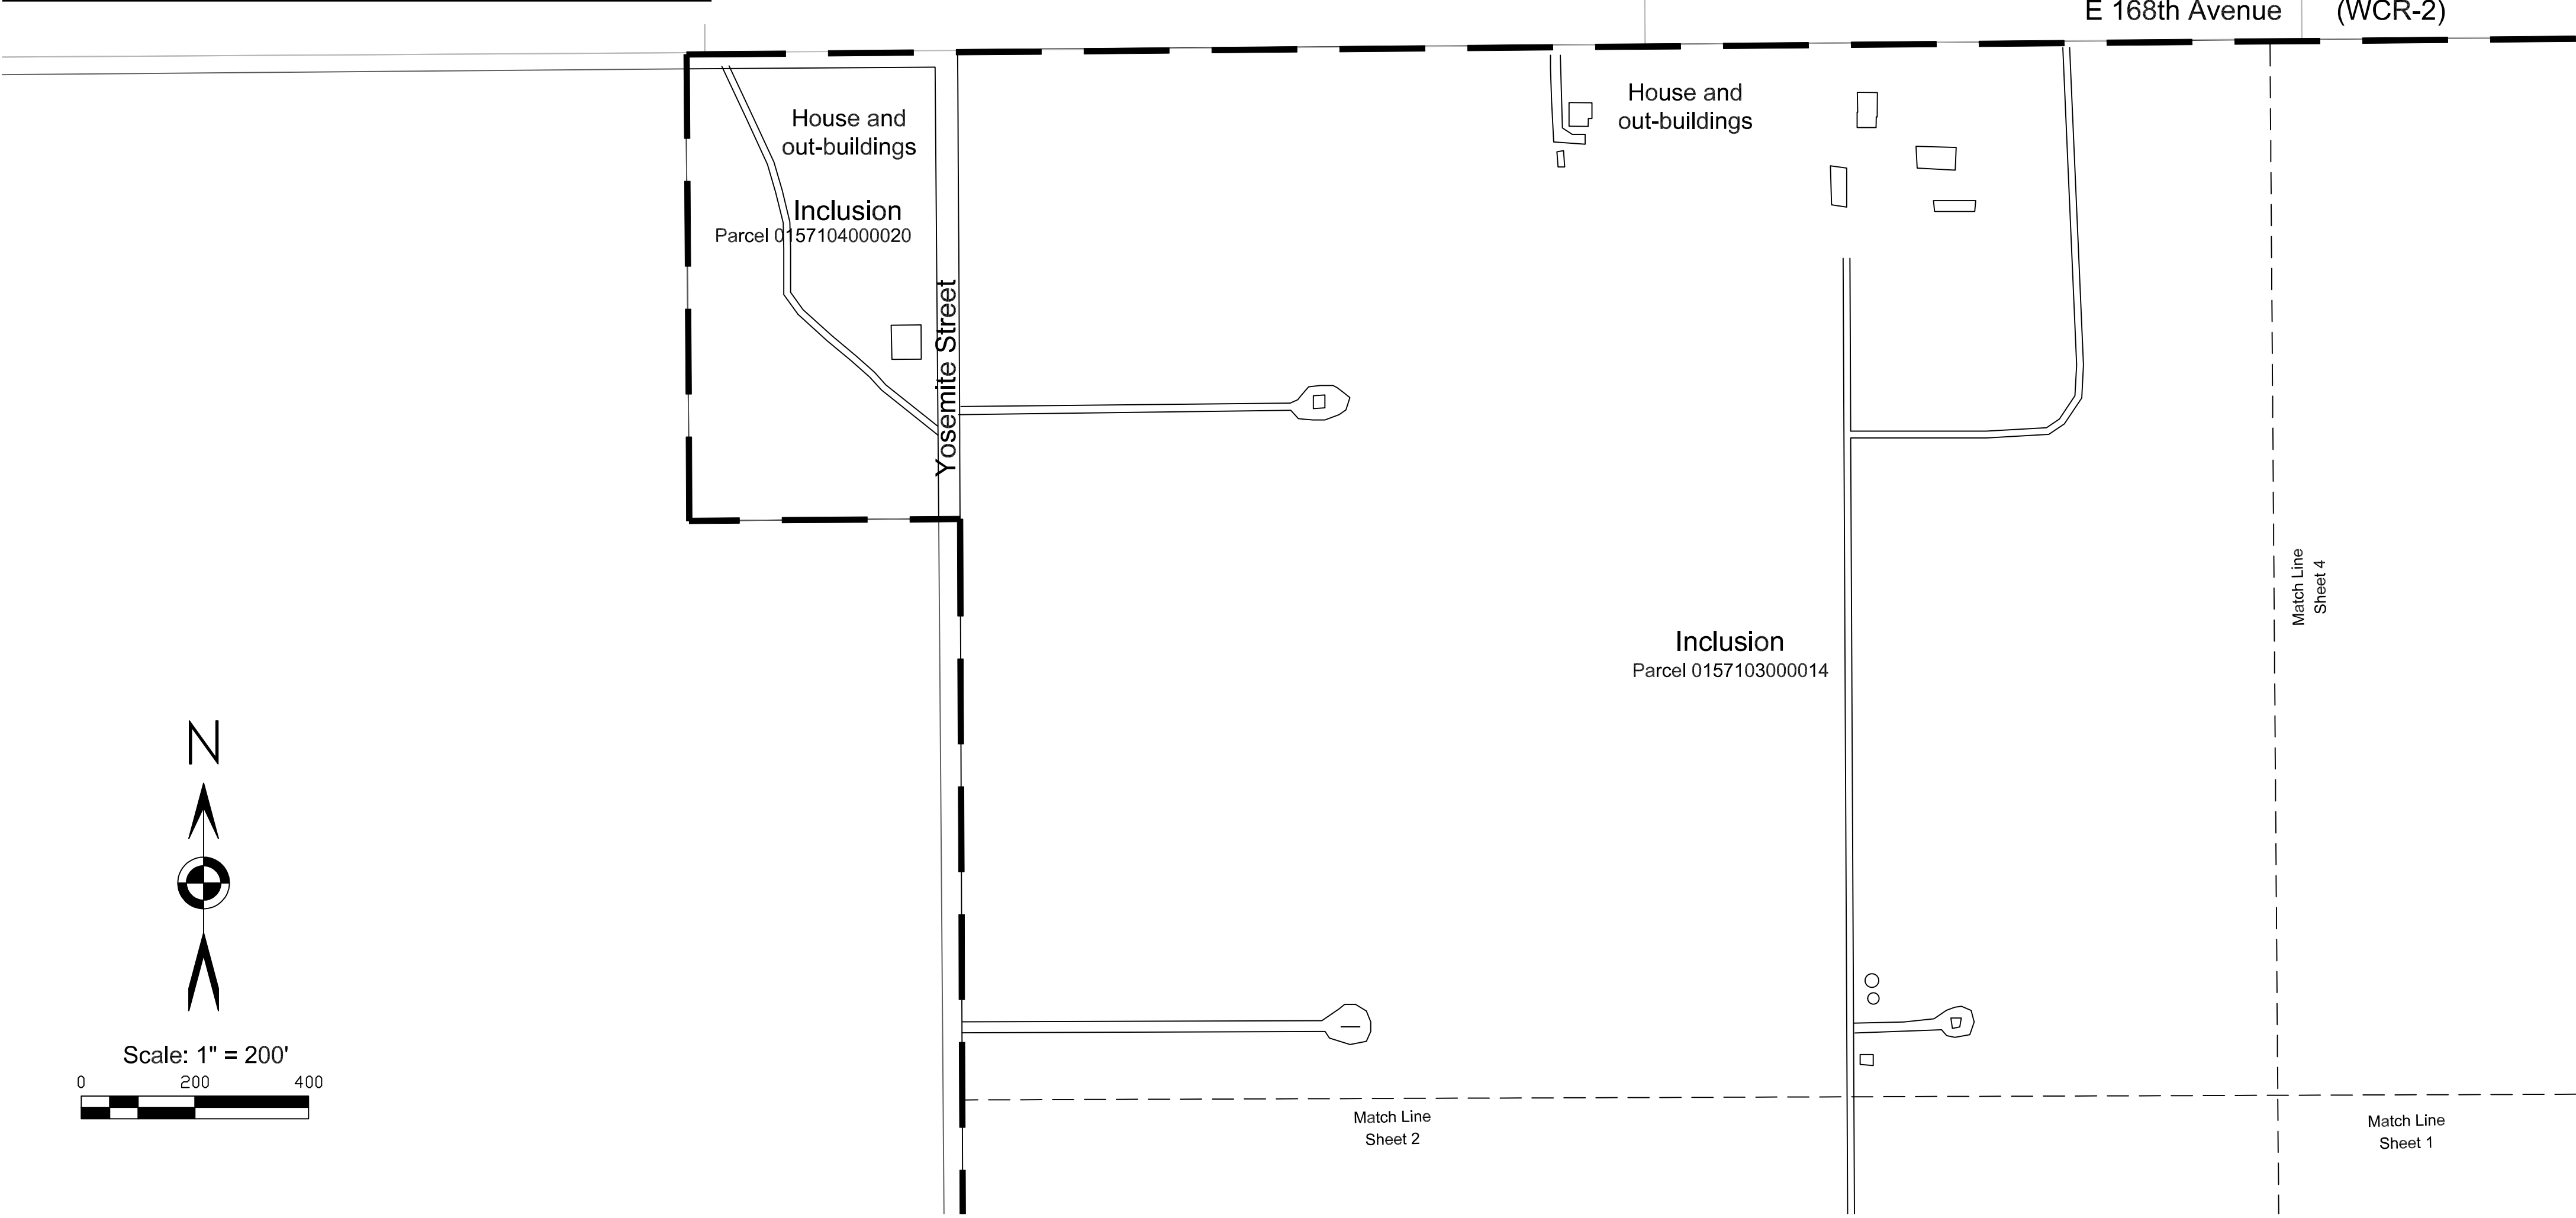 E 168th Avenue (WCR-2)
House and
out-buildings
House and
out-buildings
Inclusion
Parcel 0157104000020
Yosemite Street
Match Line
Sheet 4
Inclusion
Parcel 0157103000014
N
Scale: 1" = 200'
0 200 400
Match Line
Sheet 2
Match Line
Sheet 1